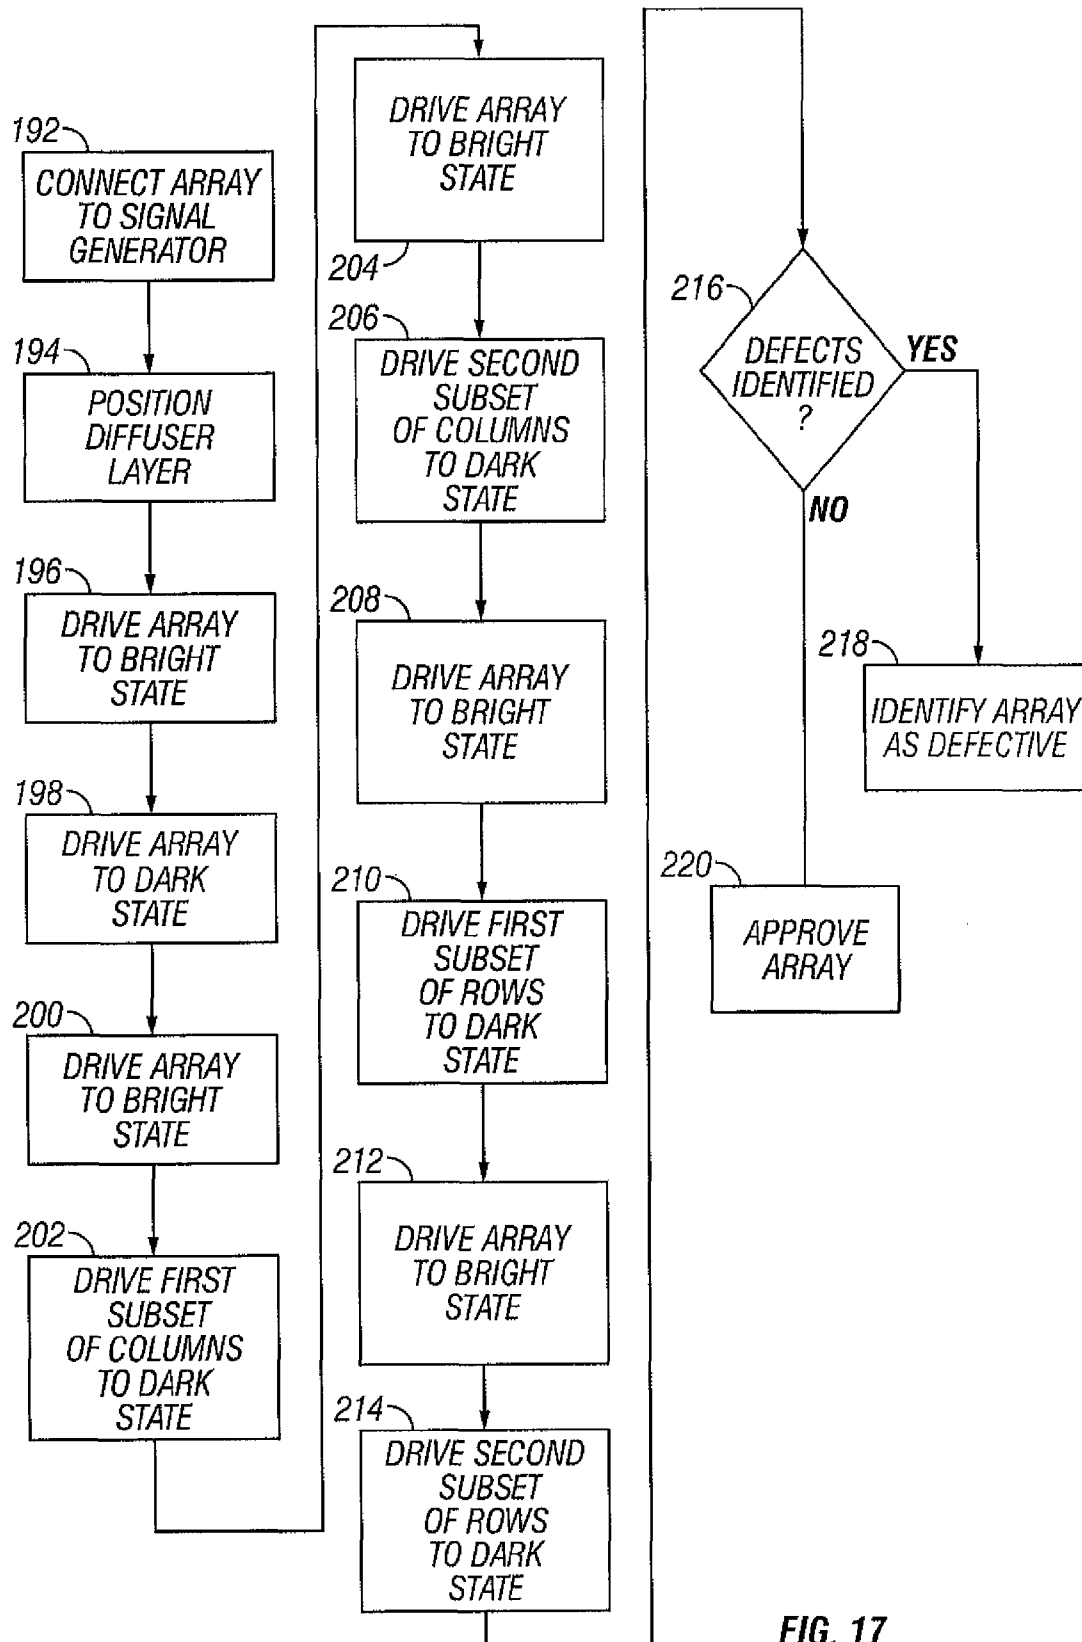 192
CONNECT ARRAY
TO SIGNAL
GENERATOR
194
POSITION
DIFFUSER
LAYER
196
DRIVE ARRAY
TO BRIGHT
STATE
198
DRIVE ARRAY
TO DARK
STATE
200
DRIVE ARRAY
TO BRIGHT
STATE
202
DRIVE FIRST
SUBSET
OF COLUMNS
TO DARK
STATE
DRIVE ARRAY
TO BRIGHT
STATE
204
206
DRIVE SECOND
SUBSET
OF COLUMNS
TO DARK
STATE
208
DRIVE ARRAY
TO BRIGHT
STATE
210
DRIVE FIRST
SUBSET
OF ROWS
TO DARK
STATE
212
DRIVE ARRAY
TO BRIGHT
STATE
214
DRIVE SECOND
SUBSET
OF ROWS
TO DARK
STATE
216
DEFECTS
IDENTIFIED
?
YES
NO
218
IDENTIFY ARRAY
AS DEFECTIVE
220
APPROVE
ARRAY
FIG. 17